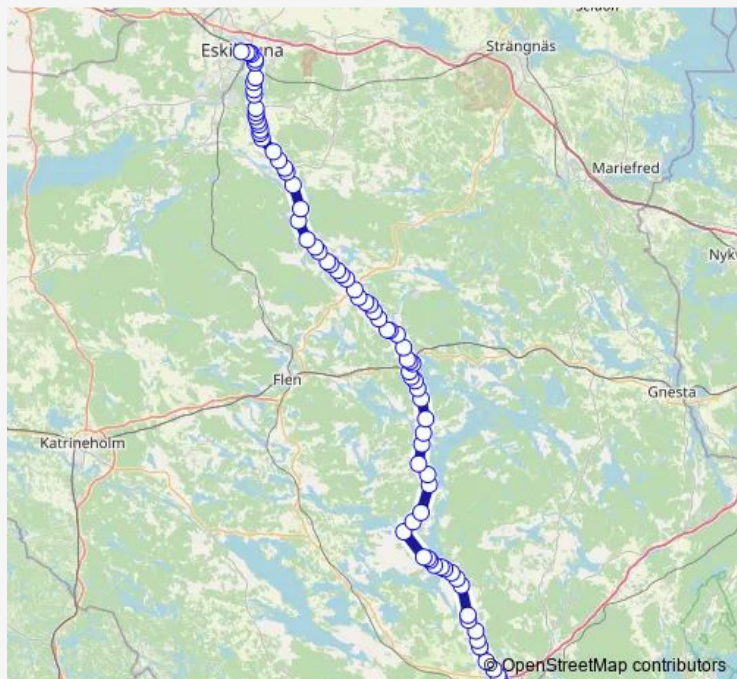 Strängnäs
Mariefred
Flen
Gnesta
Katrineholm
© OpenStreetMap contributors